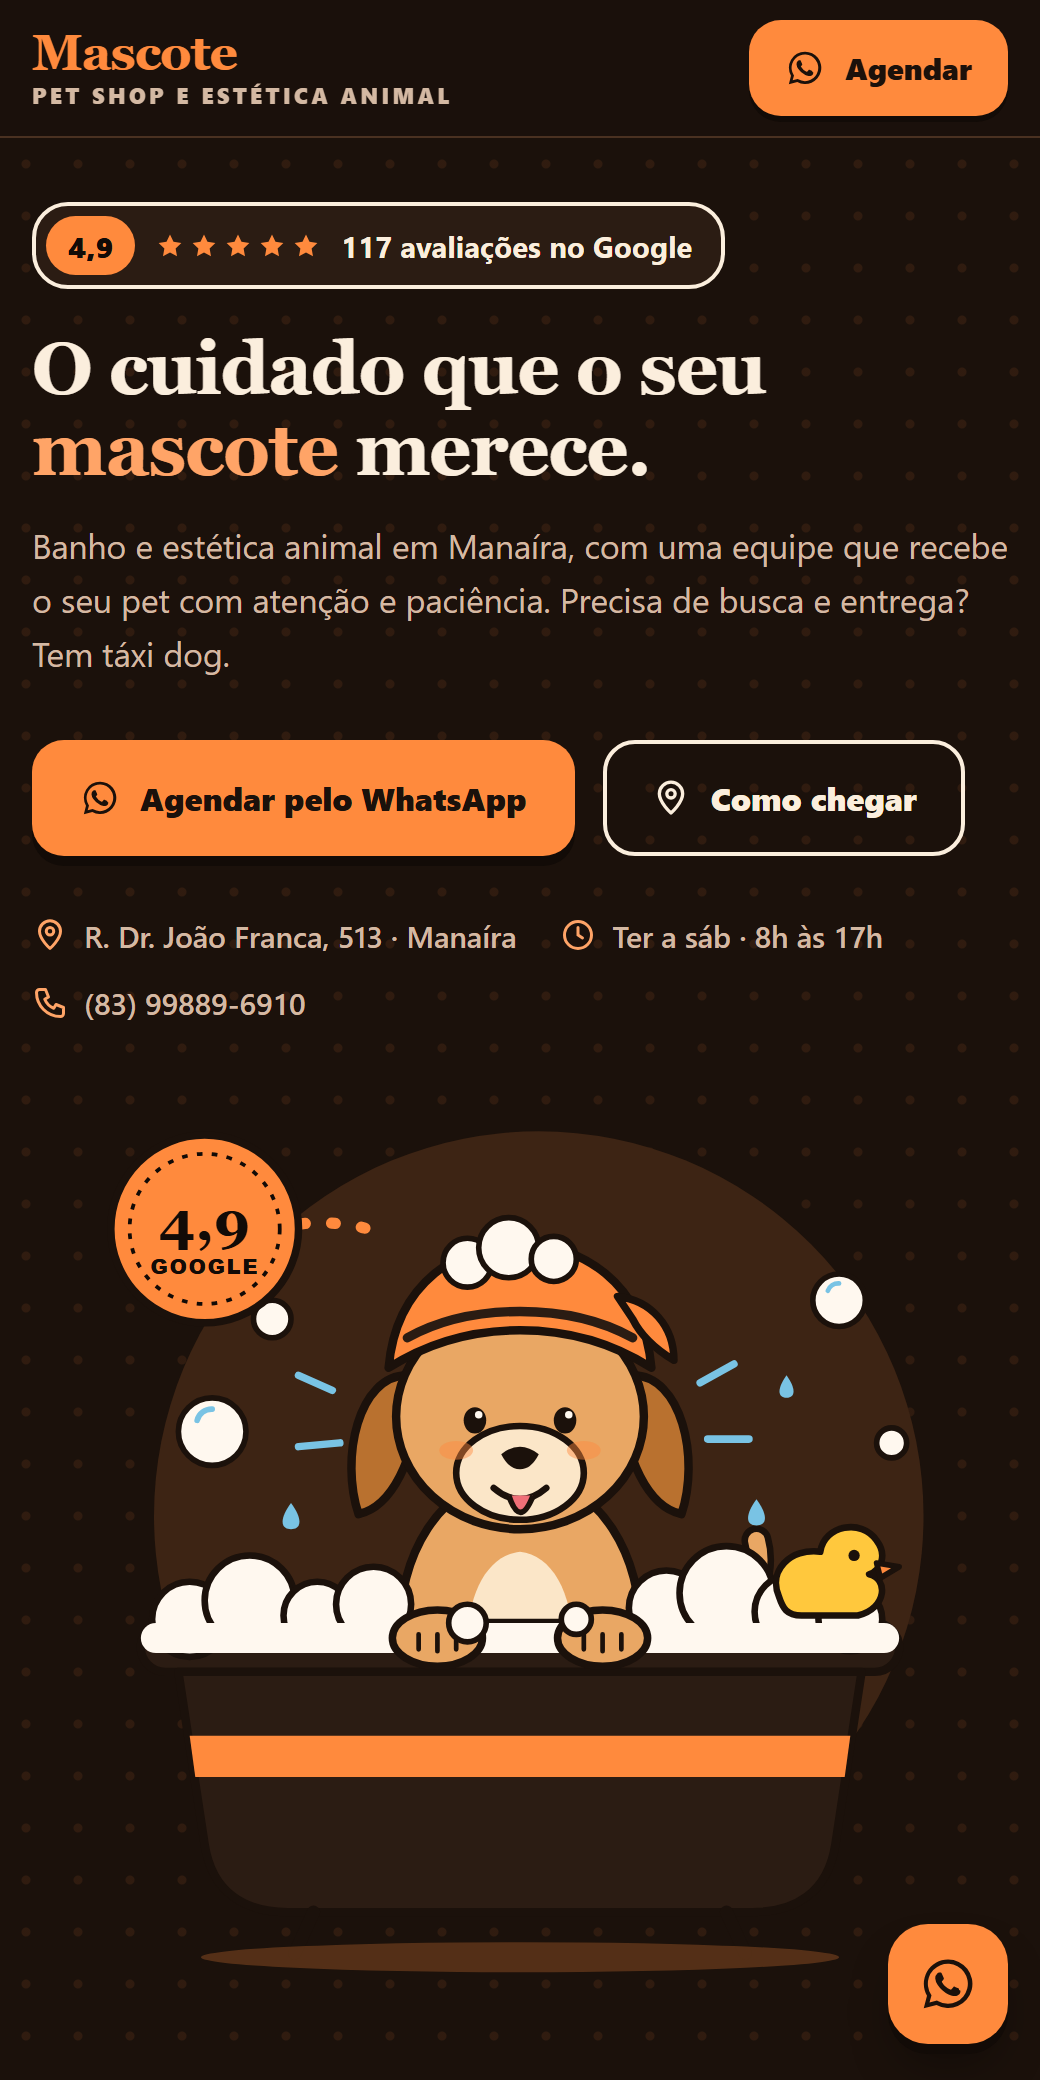 Mascote
PET SHOP E ESTÉTICA ANIMAL
Agendar
4,9 ★★★★★ 117 avaliações no Google
O cuidado que o seu
mascote merece.
Banho e estética animal em Manaíra, com uma equipe que recebe
o seu pet com atenção e paciência. Precisa de busca e entrega?
Tem táxi dog.
Agendar pelo WhatsApp
Como chegar
R. Dr. João Franca, 513 · Manaíra
Ter a sáb · 8h às 17h
(83) 99889-6910
4,9
GOOGLE